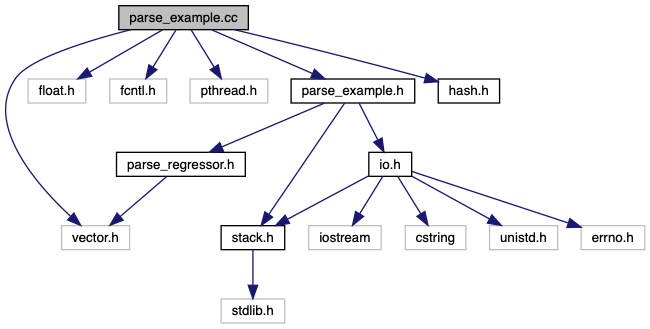 parse_example.cc
float.h
fcntl.h
pthread.h
parse_example.h
hash.h
parse_regressor.h
io.h
vector.h
stack.h
iostream
cstring
unistd.h
errno.h
stdlib.h